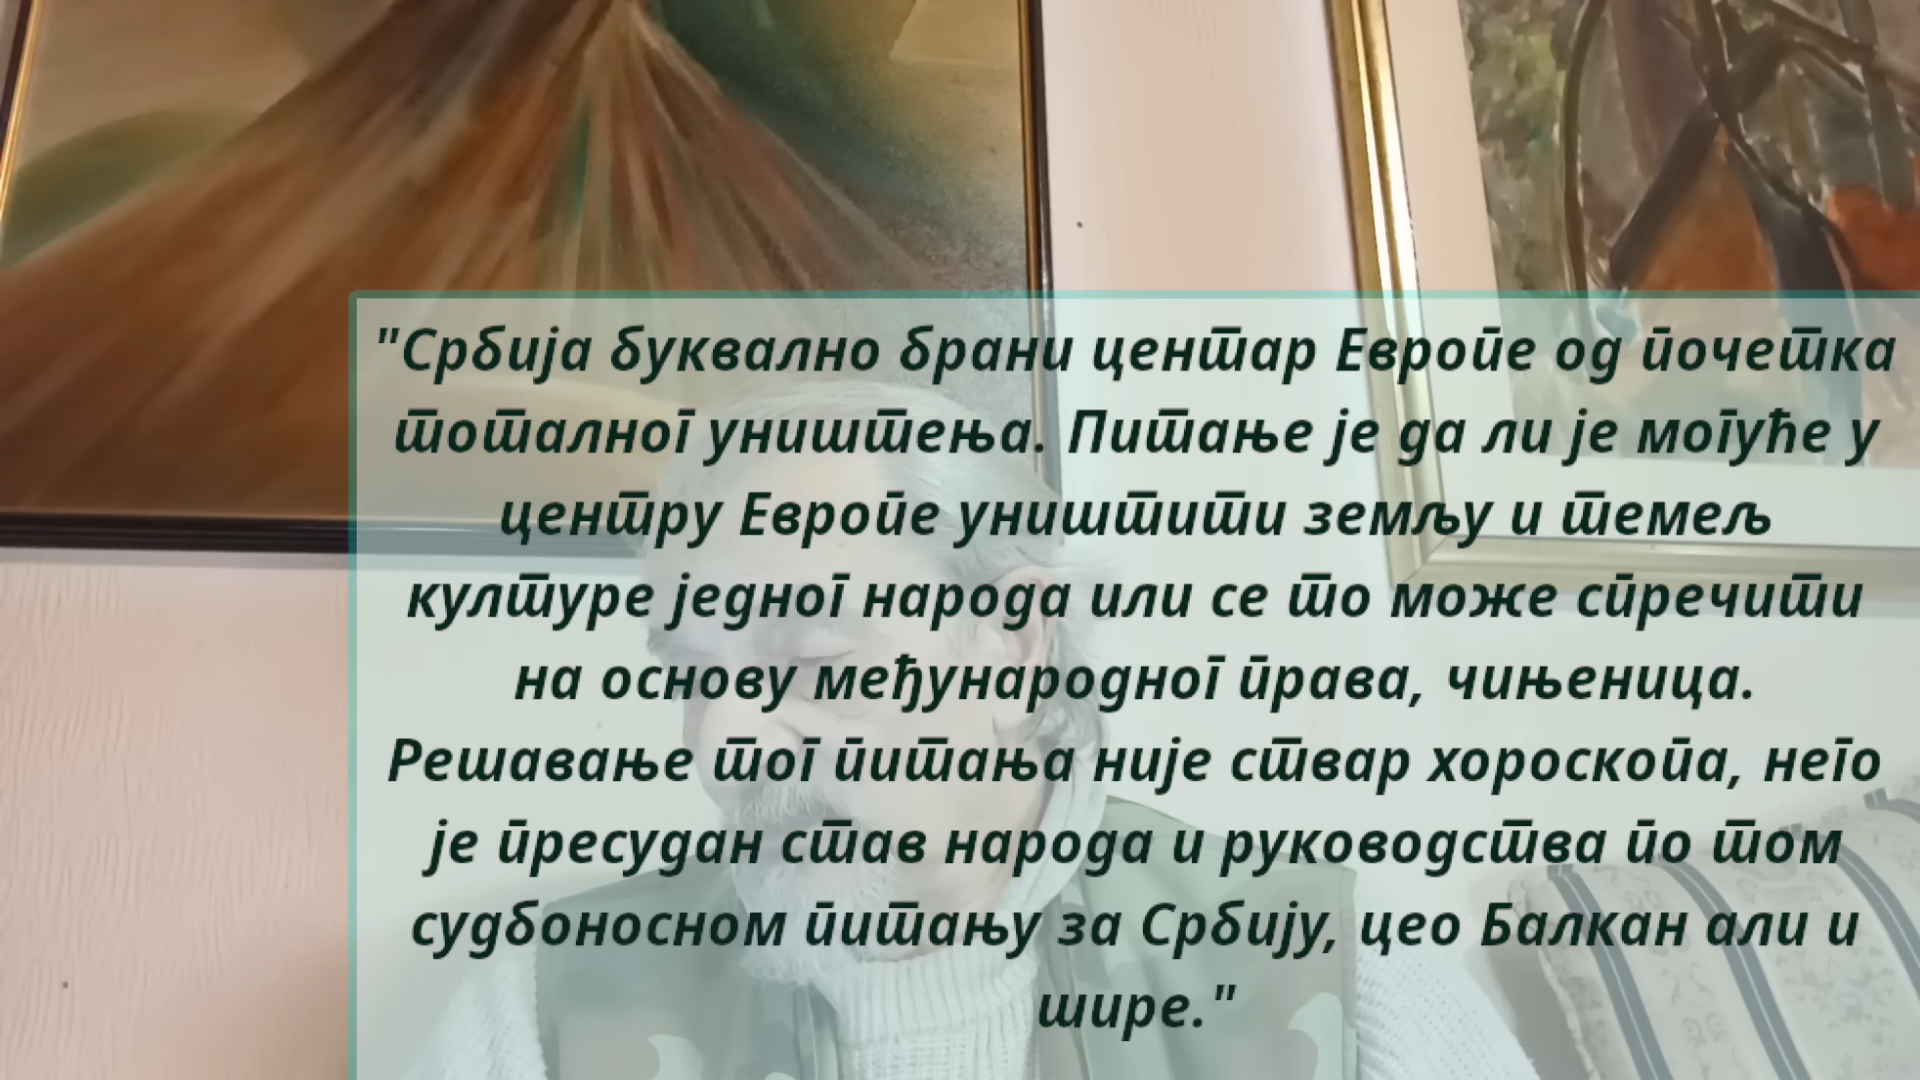 "Србија буквално брани центар Европе од почетка
тоталног уништења. Питање је да ли је могуће у
центру Европе уништити земљу и темељ
културе једног народа или се то може спречити
на основу међународног права, чињеница.
Решавање тог питања није ствар хороскопа, него
је пресудан став народа и руководства по том
судбоносном питању за Србију, цео Балкан али и
шире."